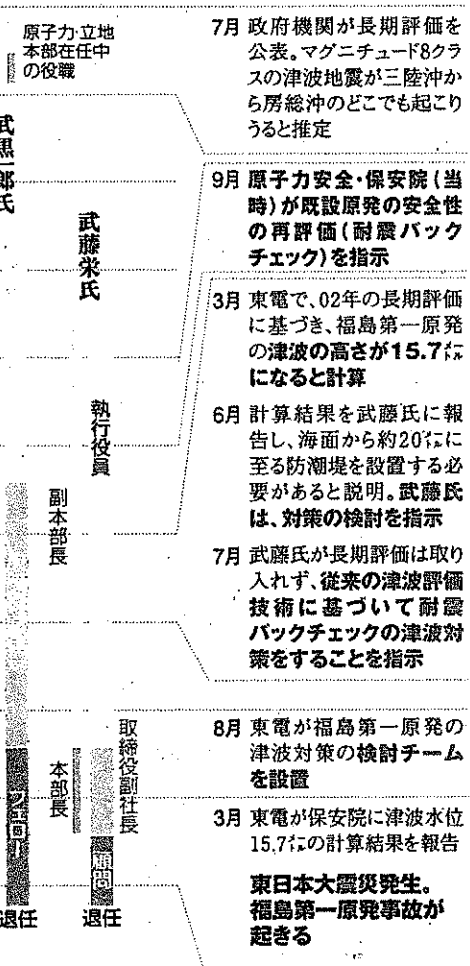 原子力・立地
本部在任中
の役職
武黒一郎氏
武藤栄氏
執行役員
副本部長
取締役副社長
本部長
フェロー
顧問
退任
退任
7月 政府機関が長期評価を
公表。マグニチュード8クラ
スの津波地震が三陸沖か
ら房総沖のどこでも起こり
うると推定
9月 原子力安全・保安院(当
時)が既設原発の安全性
の再評価(耐震バック
チェック)を指示
3月 東電で、02年の長期評価
に基づき、福島第一原発
の津波の高さが15.7㍍
になると計算
6月 計算結果を武藤氏に報
告し、海面から約20㍍に
至る防潮堤を設置する必
要があると説明。武藤氏
は、対策の検討を指示
7月 武藤氏が長期評価は取り
入れず、従来の津波評価
技術に基づいて耐震
バックチェックの津波対
策をすることを指示
8月 東電が福島第一原発の
津波対策の検討チーム
を設置
3月 東電が保安院に津波水位
15.7㍍の計算結果を報告
東日本大震災発生。
福島第一原発事故が
起きる